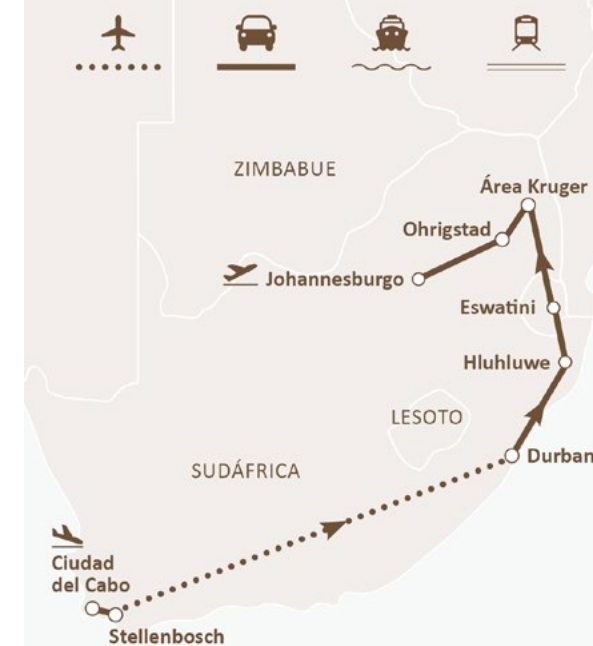 ZIMBABUE
Área Kruger
Ohrigstad
Johannesburgo
Eswatini
Hluhluwe
LESOTO
Durban
SUDÁFRICA
Ciudad
del Cabo
Stellenbosch